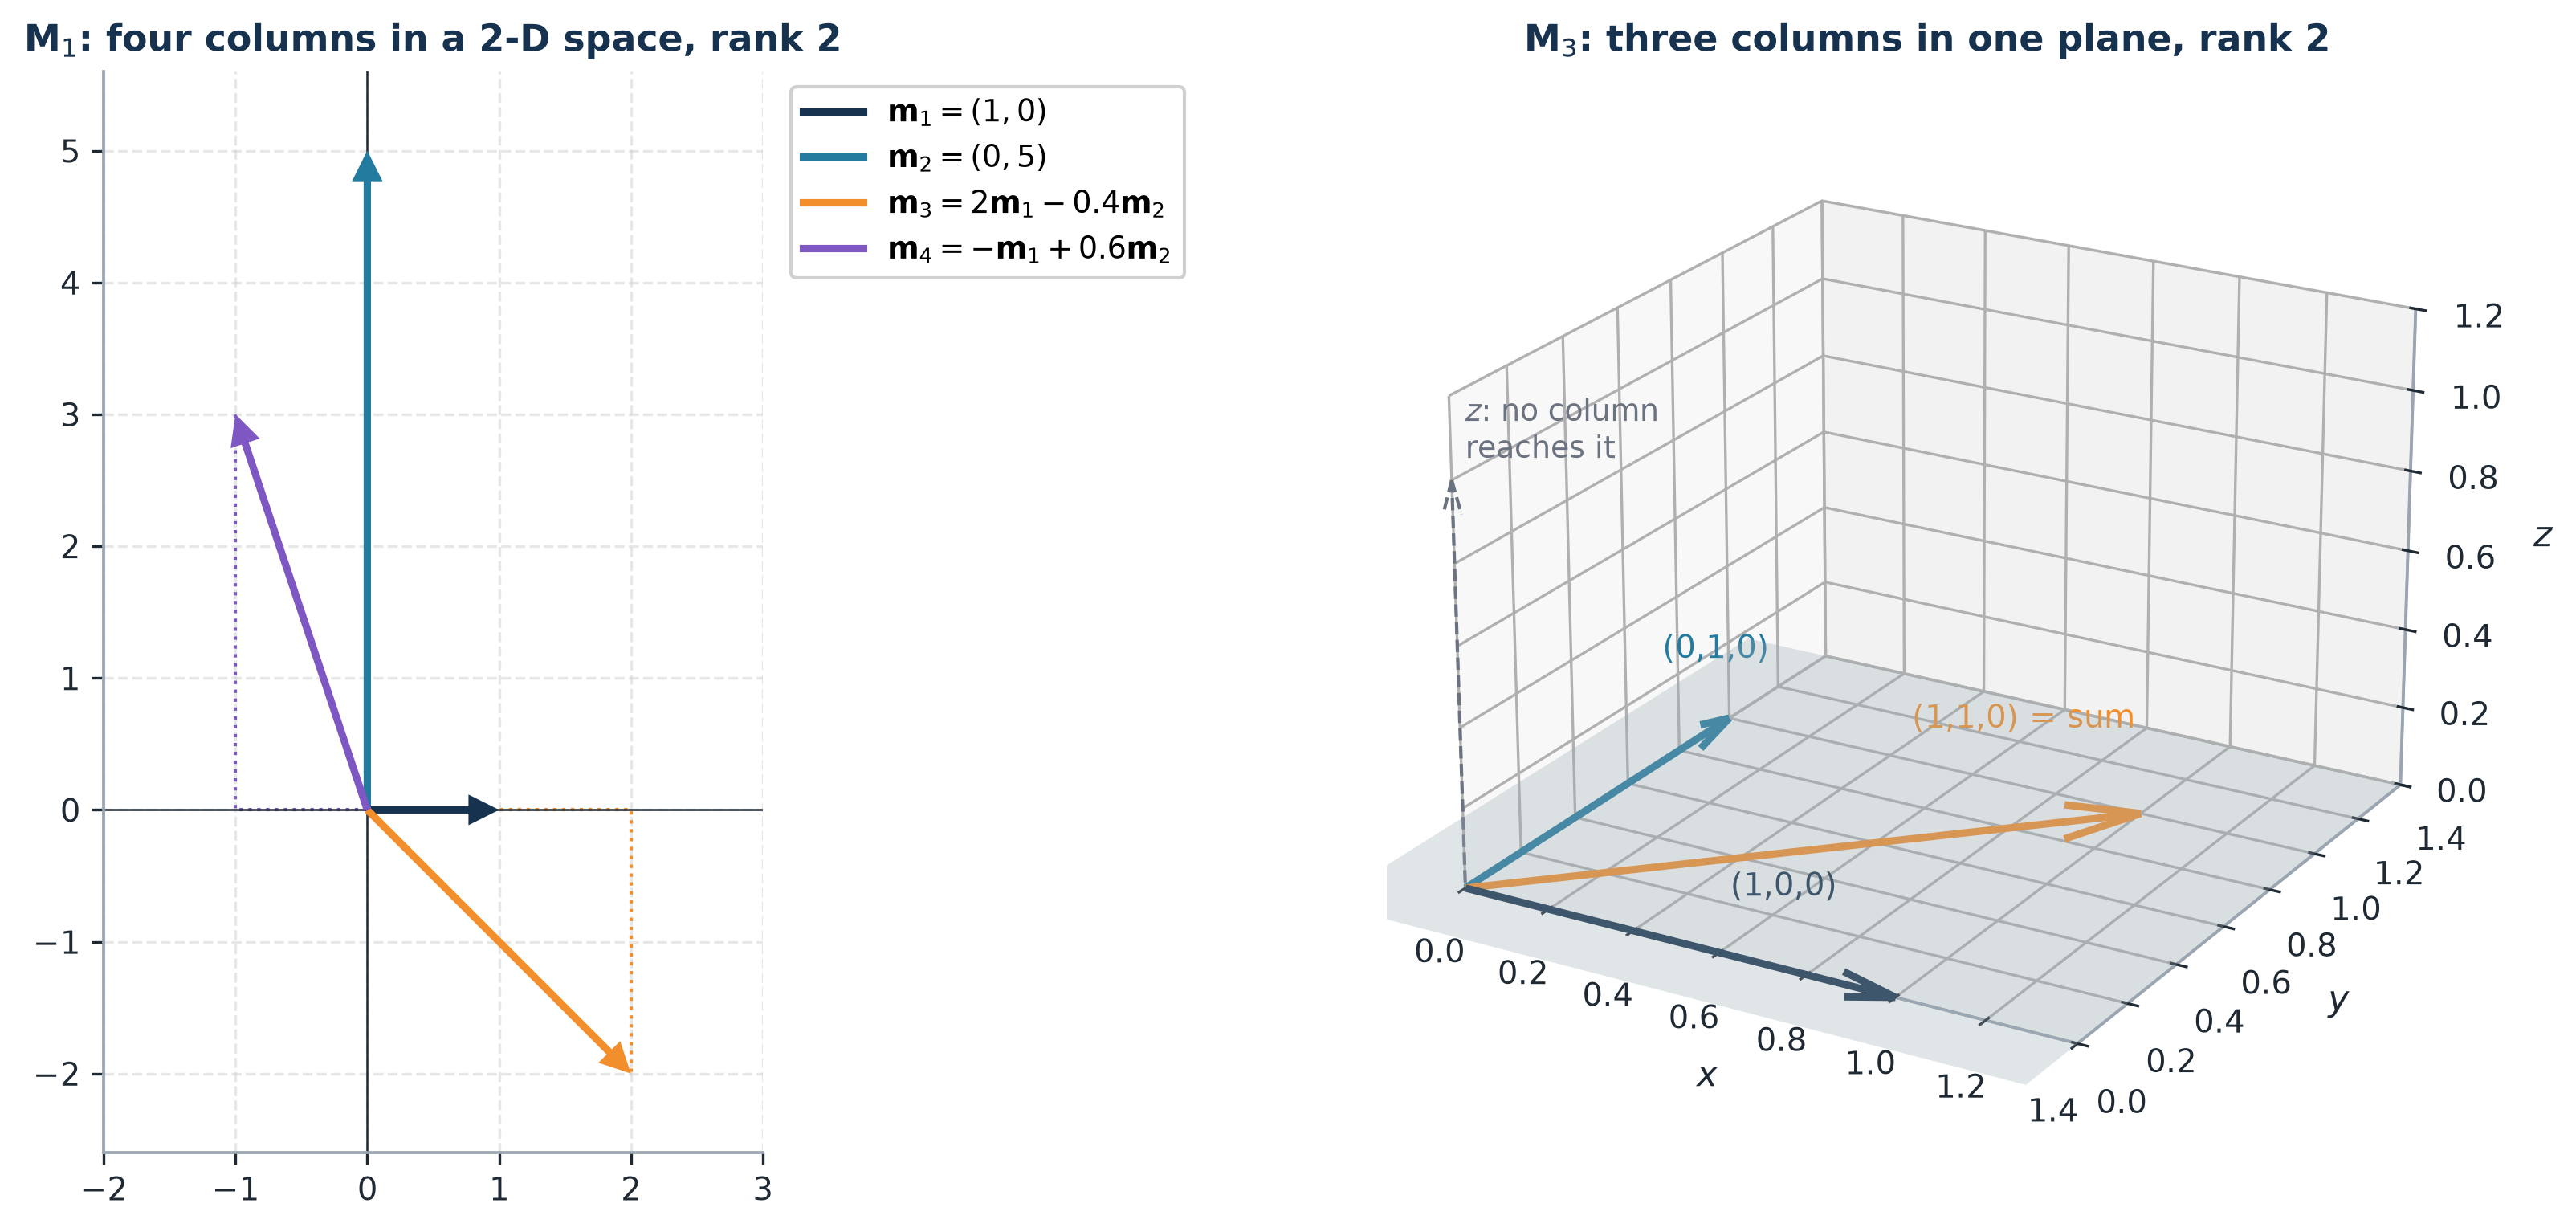 M₁: four columns in a 2-D space, rank 2
m₁ = (1, 0)
m₂ = (0, 5)
m₃ = 2m₁ − 0.4m₂
m₄ = −m₁ + 0.6m₂
5
4
3
2
1
0
−1
−2
−2 −1 0 1 2 3
M₃: three columns in one plane, rank 2
z: no column
reaches it
(0,1,0)
(1,1,0) = sum
(1,0,0)
1.2
1.0
0.8
0.6
0.4
0.2
0.0
z
0.0 0.2 0.4 0.6 0.8 1.0 1.2 1.4
x
0.0 0.2 0.4 0.6 0.8 1.0 1.2 1.4
y